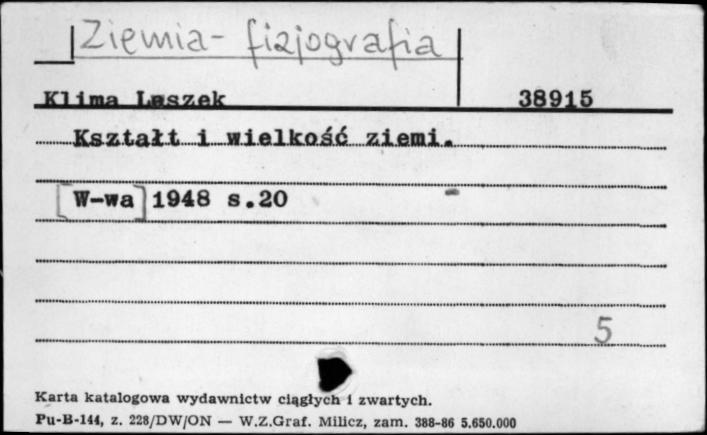 Ziemia - fizjografia
Klima Leszek 38915
Kształt i wielkość ziemi.
[W-wa] 1948 s.20
5
Karta katalogowa wydawnictw ciągłych i zwartych.
Pu-B-144, z. 228/DW/ON — W.Z.Graf. Milicz, zam. 388-86 5.650.000